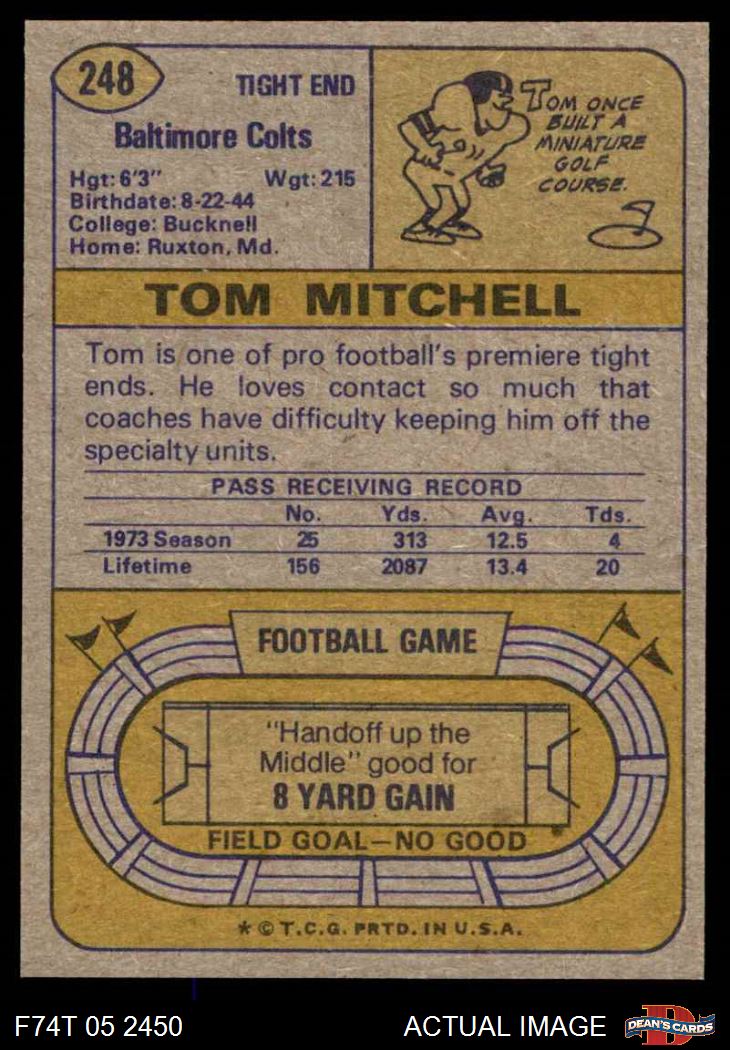 248
TIGHT END
Baltimore Colts
Hgt: 6'3" Wgt: 215
Birthdate: 8-22-44
College: Bucknell
Home: Ruxton, Md.
TOM ONCE
BUILT A
MINIATURE
GOLF
COURSE.
TOM MITCHELL
Tom is one of pro football's premiere tight
ends. He loves contact so much that
coaches have difficulty keeping him off the
specialty units.
PASS RECEIVING RECORD
No. Yds. Avg. Tds.
1973 Season 25 313 12.5 4
Lifetime 156 2087 13.4 20
FOOTBALL GAME
"Handoff up the
Middle" good for
8 YARD GAIN
FIELD GOAL—NO GOOD
* © T.C.G. PRTD. IN U.S.A.
F74T 05 2450
ACTUAL IMAGE
D
DEAN'S CARDS